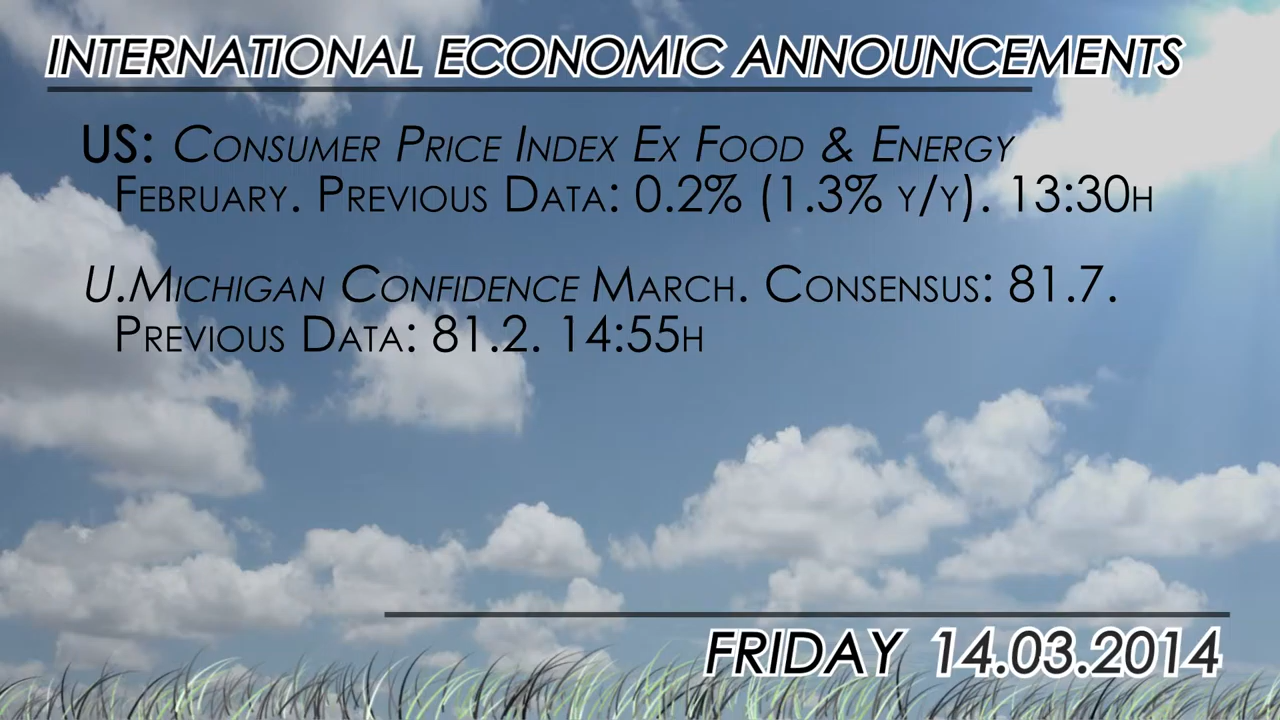 INTERNATIONAL ECONOMIC ANNOUNCEMENTS
US: Consumer Price Index Ex Food & Energy
February. Previous Data: 0.2% (1.3% y/y). 13:30h
U.Michigan Confidence March. Consensus: 81.7.
Previous Data: 81.2. 14:55h
FRIDAY 14.03.2014